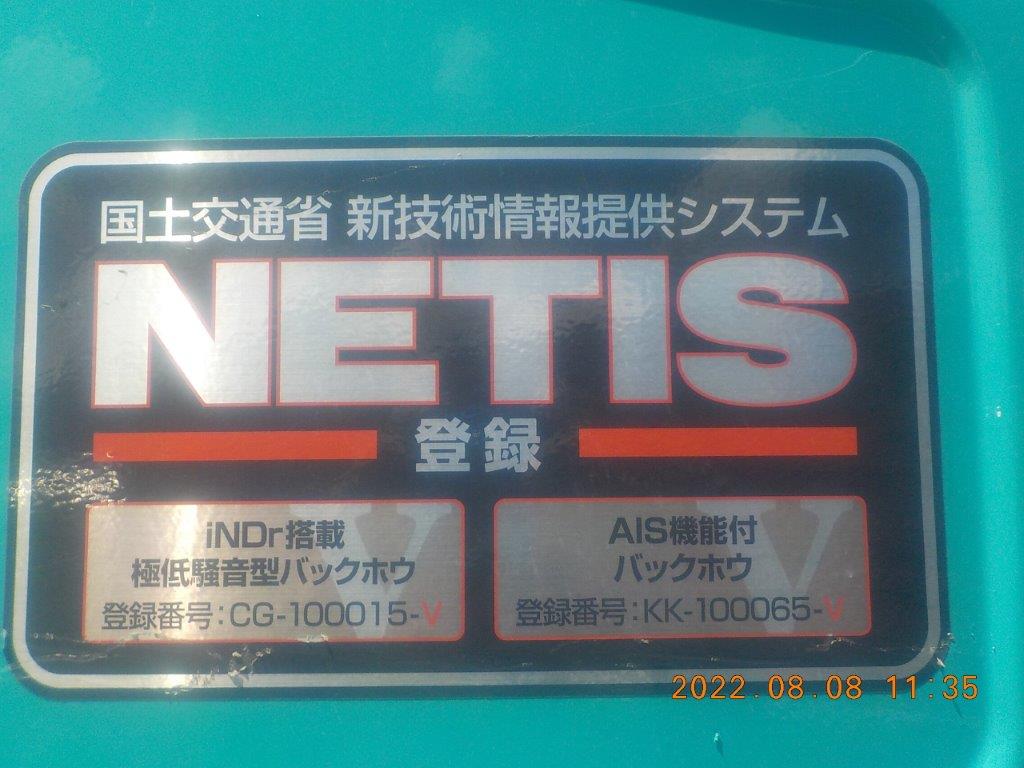 国土交通省 新技術情報提供システム
NETIS
登録
iNDr搭載
極低騒音型バックホウ
登録番号:CG-100015-V
AIS機能付
バックホウ
登録番号:KK-100065-V
2022.08.08 11:35